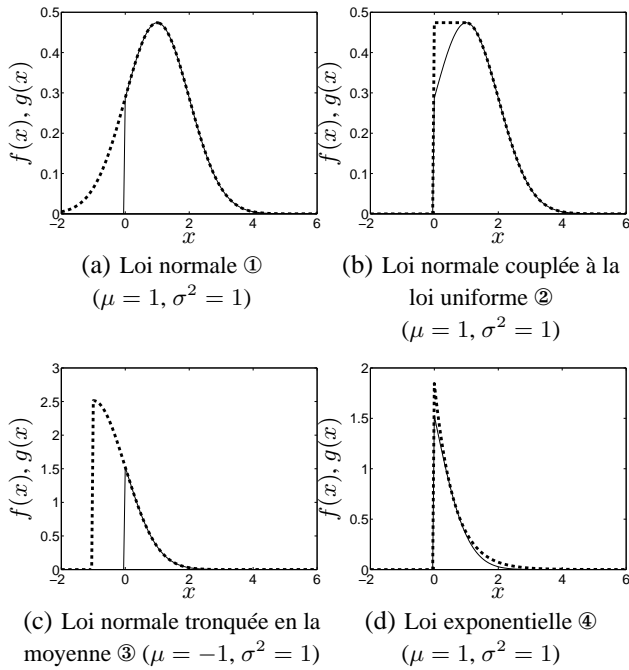 0.5
0.4
0.3
0.2
0.1
0
−2 0 2 4 6
x
f(x), g(x)
(a) Loi normale ①
(μ = 1, σ² = 1)
0.5
0.4
0.3
0.2
0.1
0
−2 0 2 4 6
x
f(x), g(x)
(b) Loi normale couplée à la
loi uniforme ②
(μ = 1, σ² = 1)
3
2.5
2
1.5
1
0.5
0
−2 0 2 4 6
x
f(x), g(x)
(c) Loi normale tronquée en la
moyenne ③ (μ = −1, σ² = 1)
2
1.5
1
0.5
0
−2 0 2 4 6
x
f(x), g(x)
(d) Loi exponentielle ④
(μ = 1, σ² = 1)